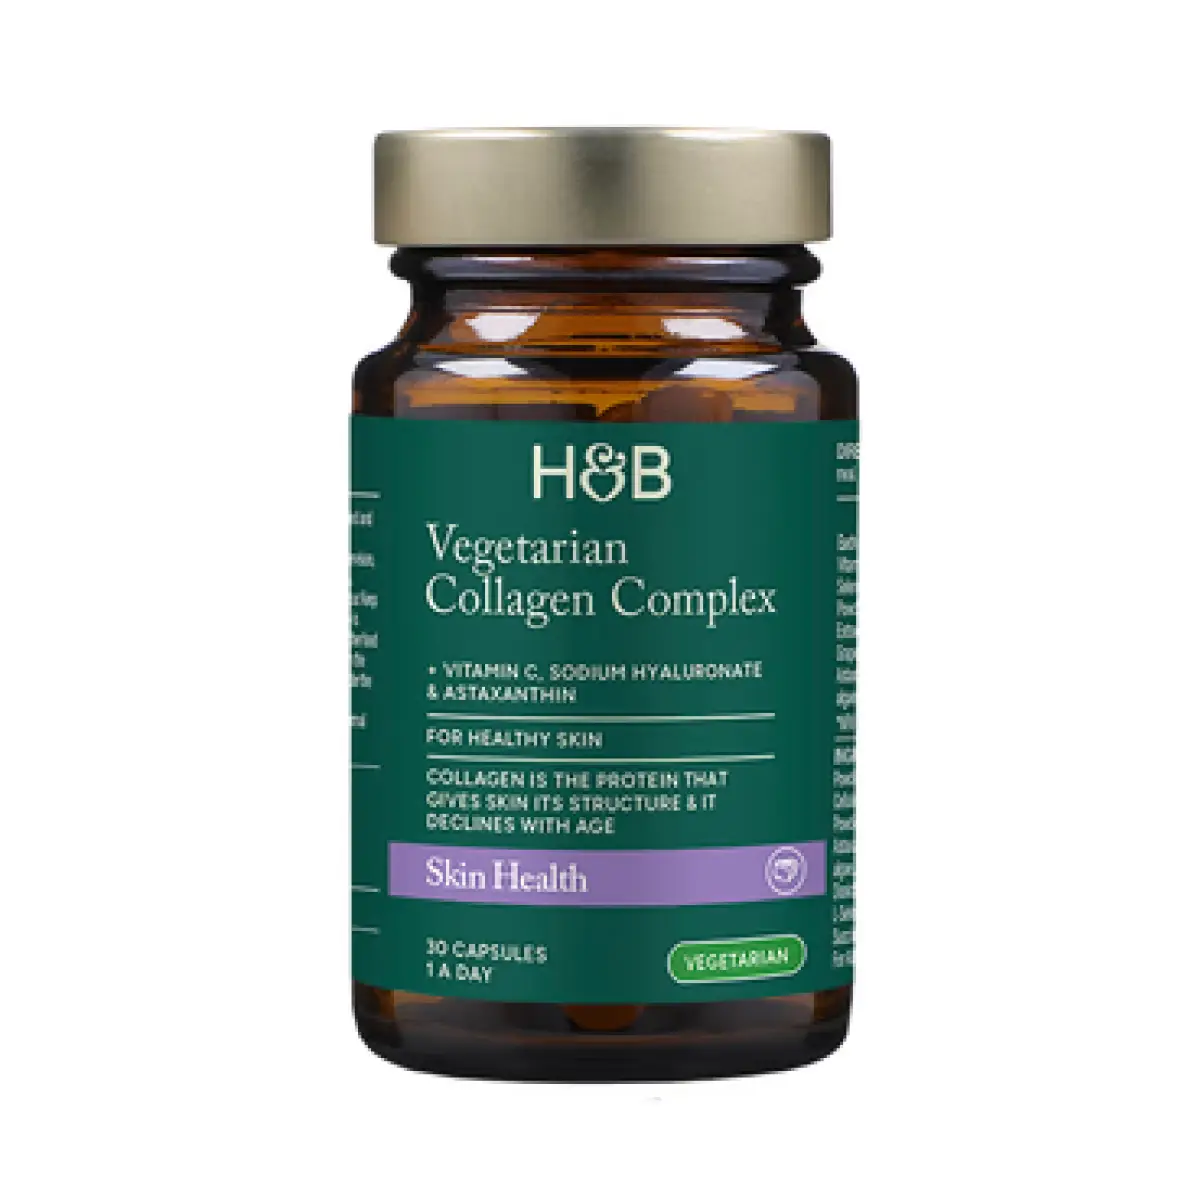 H&B
Vegetarian
Collagen Complex
+ VITAMIN C, SODIUM HYALURONATE
& ASTAXANTHIN
FOR HEALTHY SKIN
COLLAGEN IS THE PROTEIN THAT
GIVES SKIN ITS STRUCTURE & IT
DECLINES WITH AGE
Skin Health
30 CAPSULES
1 A DAY
VEGETARIAN